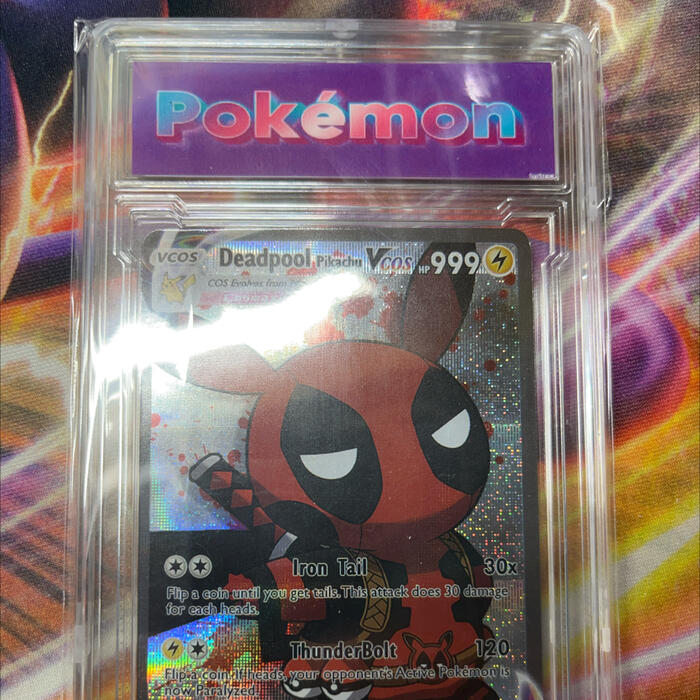 Pokémon
VCOS Deadpool Pikachu VCOS HP 999
COS Evolves from
Iron Tail 30x
Flip a coin until you get tails. This attack does 30 damage
for each heads.
ThunderBolt 120
Flip a coin. If heads, your opponent's Active Pokémon is
now Paralyzed.